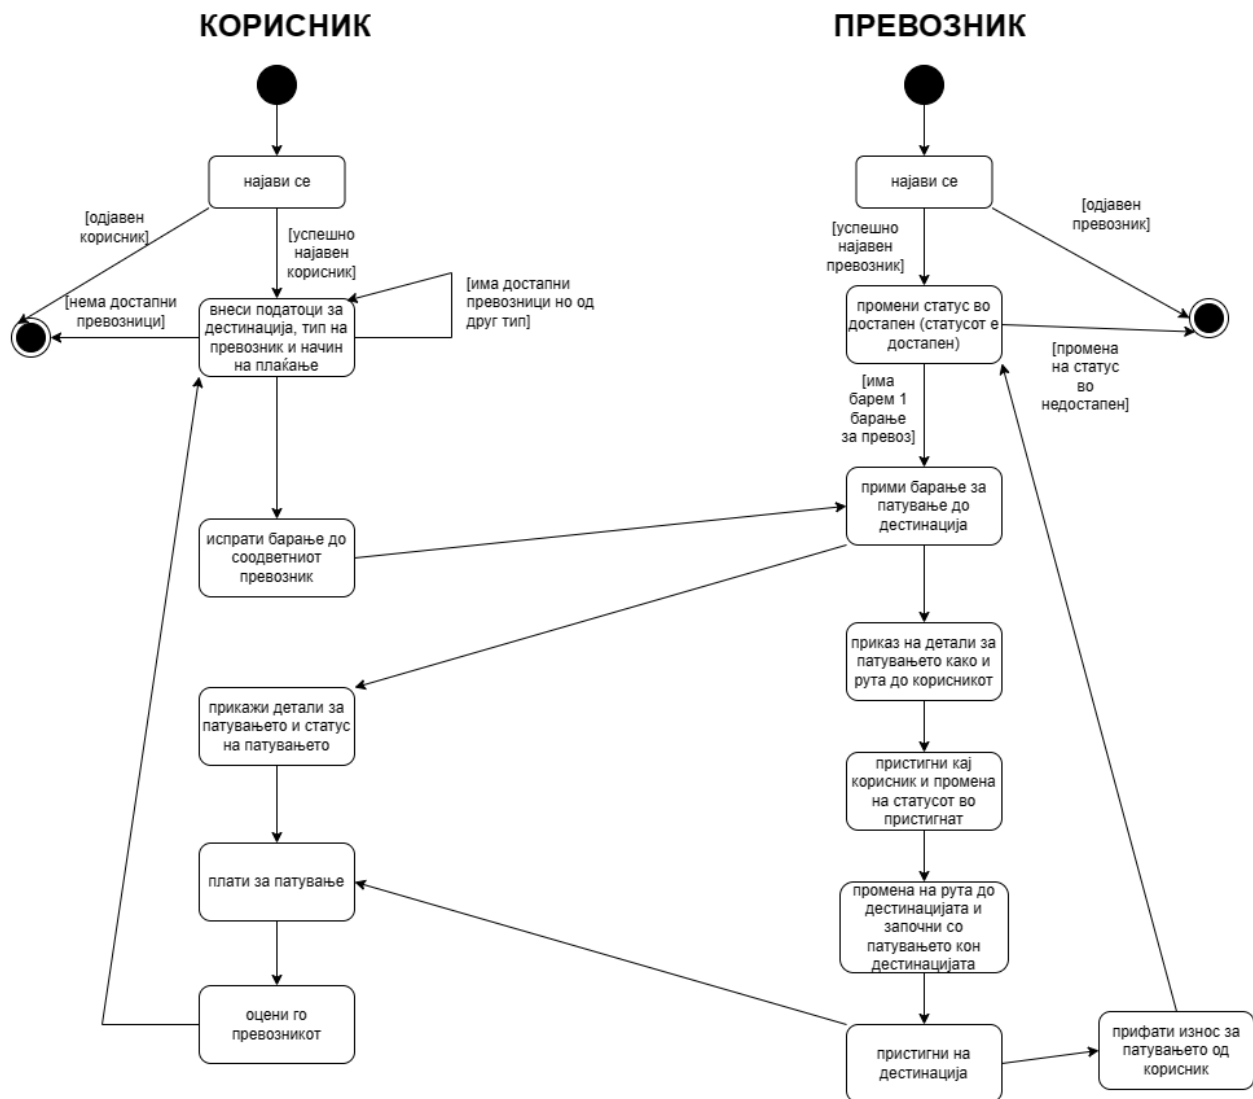 КОРИСНИК
ПРЕВОЗНИК
најави се
најави се
[одјавен
корисник]
[успешно
најавен
корисник]
[успешно
најавен
превозник]
[одјавен
превозник]
[нема достапни
превозници]
внеси податоци за
дестинација, тип на
превозник и начин
на плаќање
[има достапни
превозници но од
друг тип]
промени статус во
достапен (статусот е
достапен)
[промена
на статус
во
недостапен]
[има
барем 1
барање
за превоз]
прими барање за
патување до
дестинација
испрати барање до
соодветниот
превозник
приказ на детали за
патувањето како и
рута до корисникот
прикажи детали за
патувањето и статус
на патувањето
пристигни кај
корисник и промена
на статусот во
пристигнат
плати за патување
промена на рута до
дестинацијата и
започни со
патувањето кон
дестинацијата
оцени го
превозникот
пристигни на
дестинација
прифати износ за
патувањето од
корисник